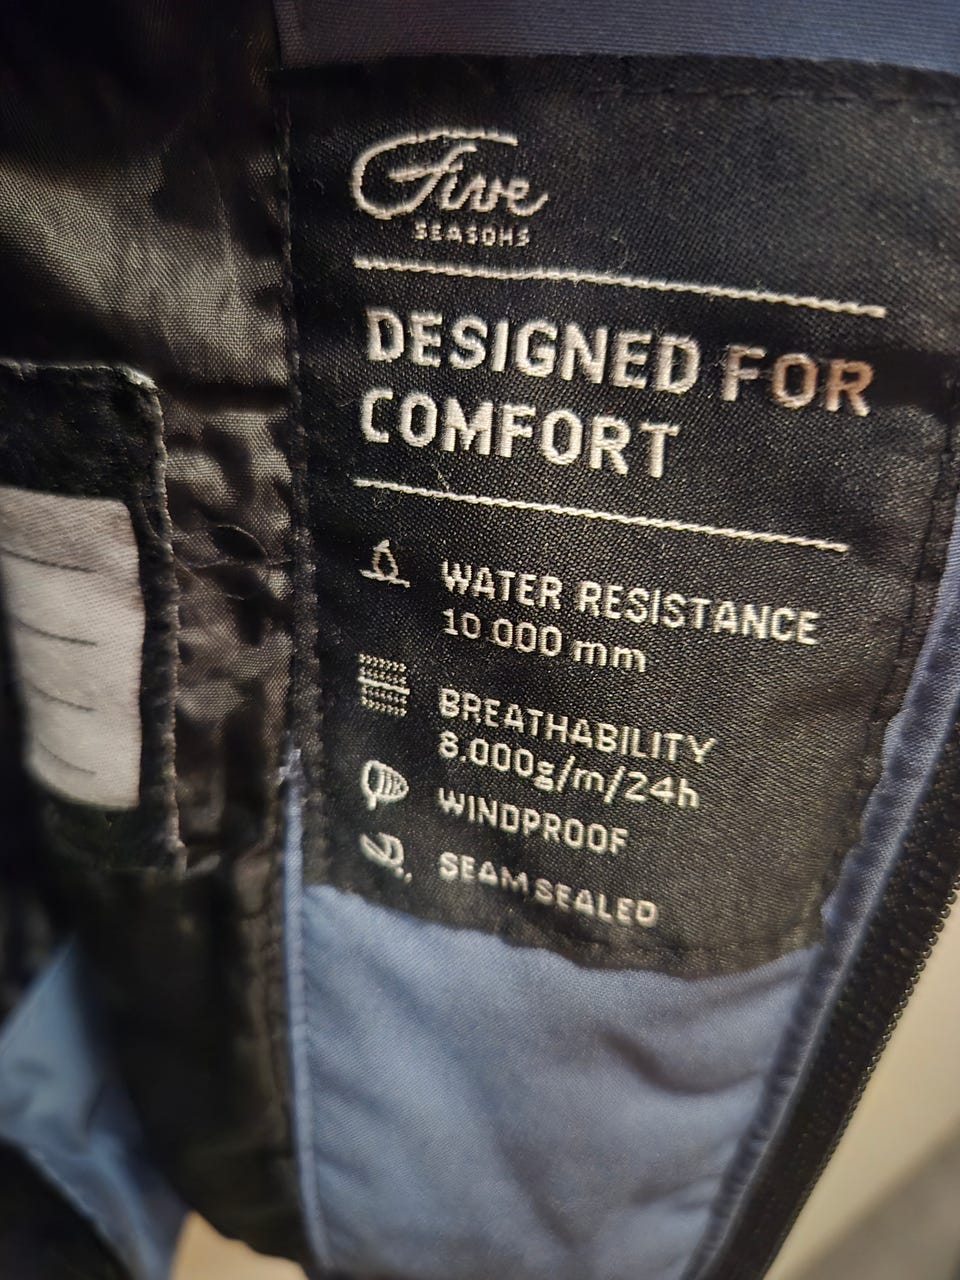 Five
SEASONS
DESIGNED FOR
COMFORT
WATER RESISTANCE
10.000 mm
BREATHABILITY
8.000g/m/24h
WINDPROOF
SEAM SEALED